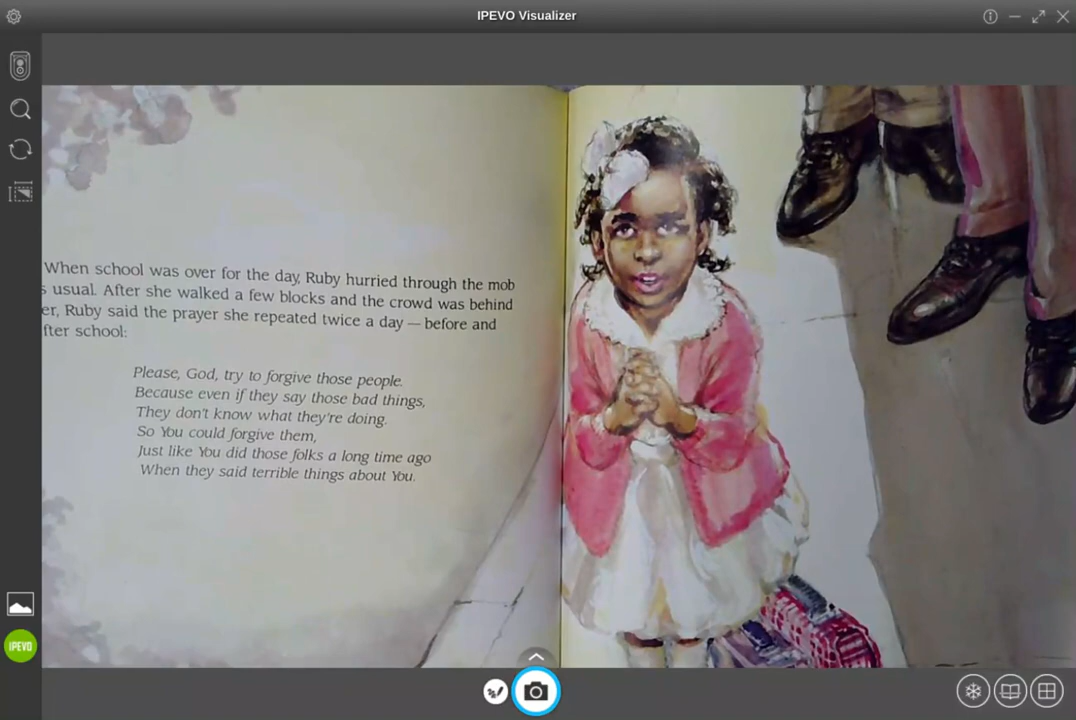 IPEVO Visualizer
When school was over for the day, Ruby hurried through the mob
s usual. After she walked a few blocks and the crowd was behind
er, Ruby said the prayer she repeated twice a day — before and
fter school:
Please, God, try to forgive those people.
Because even if they say those bad things,
They don't know what they're doing.
So You could forgive them,
Just like You did those folks a long time ago
When they said terrible things about You.
IPEVO